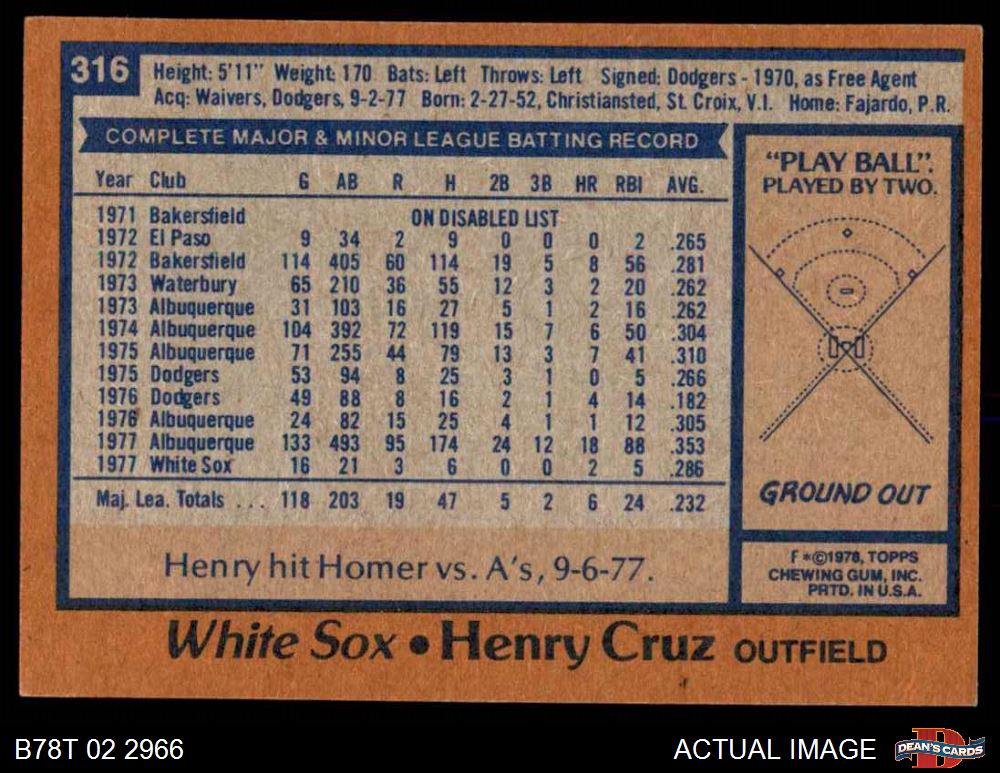 316
Height: 5'11" Weight: 170 Bats: Left Throws: Left Signed: Dodgers - 1970, as Free Agent
Acq: Waivers, Dodgers, 9-2-77 Born: 2-27-52, Christiansted, St. Croix, V.I. Home: Fajardo, P.R.
COMPLETE MAJOR & MINOR LEAGUE BATTING RECORD
Year Club G AB R H 2B 3B HR RBI AVG.
1971 Bakersfield ON DISABLED LIST
1972 El Paso 9 34 2 9 0 0 0 2 .265
1972 Bakersfield 114 405 60 114 19 5 8 56 .281
1973 Waterbury 65 210 36 55 12 3 2 20 .262
1973 Albuquerque 31 103 16 27 5 1 2 16 .262
1974 Albuquerque 104 392 72 119 15 7 6 50 .304
1975 Albuquerque 71 255 44 79 13 3 7 41 .310
1975 Dodgers 53 94 8 25 3 1 0 5 .266
1976 Dodgers 49 88 8 16 2 1 4 14 .182
1976 Albuquerque 24 82 15 25 4 1 1 12 .305
1977 Albuquerque 133 493 95 174 24 12 18 88 .353
1977 White Sox 16 21 3 6 0 0 2 5 .286
Maj. Lea. Totals . . . 118 203 19 47 5 2 6 24 .232
Henry hit Homer vs. A's, 9-6-77.
"PLAY BALL".
PLAYED BY TWO.
GROUND OUT
F *©1978, TOPPS
CHEWING GUM, INC.
PRTD. IN U.S.A.
White Sox • Henry Cruz OUTFIELD
B78T 02 2966
ACTUAL IMAGE
D
DEAN'S CARDS